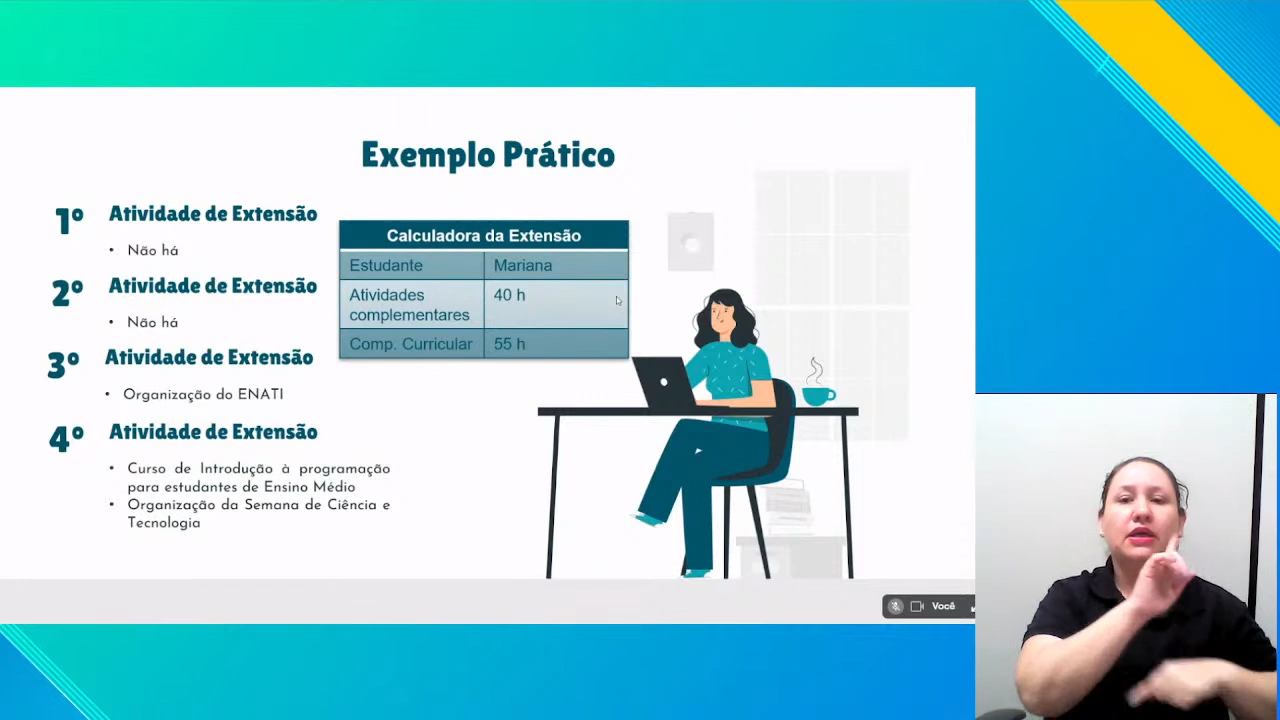 Exemplo Prático
1º Atividade de Extensão
• Não há
2º Atividade de Extensão
• Não há
3º Atividade de Extensão
• Organização do ENATI
4º Atividade de Extensão
• Curso de Introdução à programação
para estudantes de Ensino Médio
• Organização da Semana de Ciência e
Tecnologia
Calculadora da Extensão
Estudante Mariana
Atividades 40 h
complementares
Comp. Curricular 55 h
Você